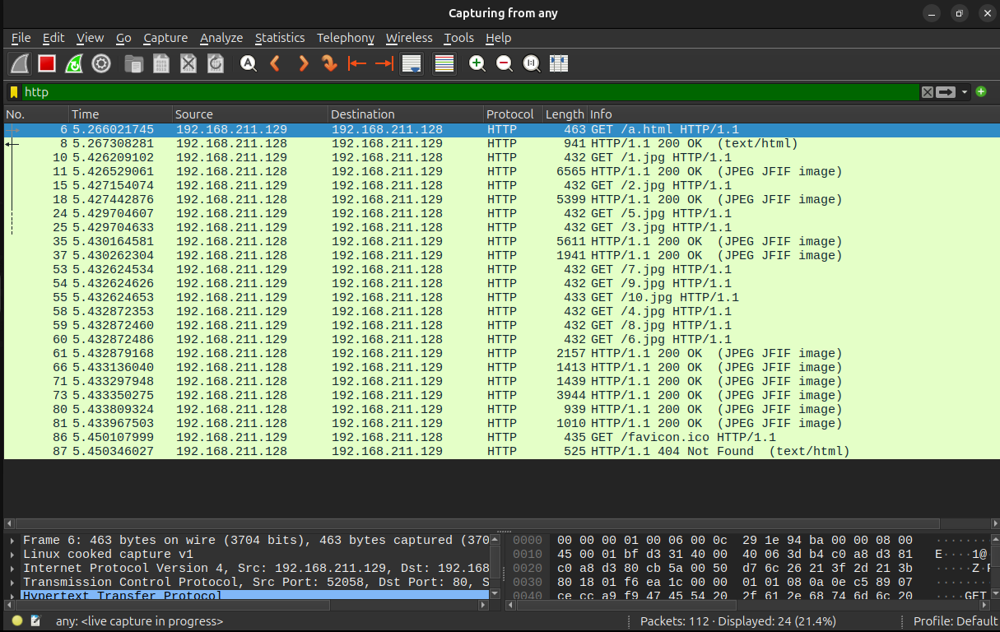 Capturing from any
File Edit View Go Capture Analyze Statistics Telephony Wireless Tools Help
http
No. Time Source Destination Protocol Length Info
6 5.266021745 192.168.211.129 192.168.211.128 HTTP 463 GET /a.html HTTP/1.1
8 5.267308281 192.168.211.128 192.168.211.129 HTTP 941 HTTP/1.1 200 OK (text/html)
10 5.426209102 192.168.211.129 192.168.211.128 HTTP 432 GET /1.jpg HTTP/1.1
11 5.426529061 192.168.211.128 192.168.211.129 HTTP 6565 HTTP/1.1 200 OK (JPEG JFIF image)
15 5.427154074 192.168.211.129 192.168.211.128 HTTP 432 GET /2.jpg HTTP/1.1
18 5.427442876 192.168.211.128 192.168.211.129 HTTP 5399 HTTP/1.1 200 OK (JPEG JFIF image)
24 5.429704607 192.168.211.129 192.168.211.128 HTTP 432 GET /5.jpg HTTP/1.1
25 5.429704633 192.168.211.129 192.168.211.128 HTTP 432 GET /3.jpg HTTP/1.1
35 5.430164581 192.168.211.128 192.168.211.129 HTTP 5611 HTTP/1.1 200 OK (JPEG JFIF image)
37 5.430262304 192.168.211.128 192.168.211.129 HTTP 1941 HTTP/1.1 200 OK (JPEG JFIF image)
53 5.432624534 192.168.211.129 192.168.211.128 HTTP 432 GET /7.jpg HTTP/1.1
54 5.432624626 192.168.211.129 192.168.211.128 HTTP 432 GET /9.jpg HTTP/1.1
55 5.432624653 192.168.211.129 192.168.211.128 HTTP 433 GET /10.jpg HTTP/1.1
58 5.432872353 192.168.211.129 192.168.211.128 HTTP 432 GET /4.jpg HTTP/1.1
59 5.432872460 192.168.211.129 192.168.211.128 HTTP 432 GET /8.jpg HTTP/1.1
60 5.432872486 192.168.211.129 192.168.211.128 HTTP 432 GET /6.jpg HTTP/1.1
61 5.432879168 192.168.211.128 192.168.211.129 HTTP 2157 HTTP/1.1 200 OK (JPEG JFIF image)
66 5.433136040 192.168.211.128 192.168.211.129 HTTP 1413 HTTP/1.1 200 OK (JPEG JFIF image)
71 5.433297948 192.168.211.128 192.168.211.129 HTTP 1439 HTTP/1.1 200 OK (JPEG JFIF image)
73 5.433350275 192.168.211.128 192.168.211.129 HTTP 3944 HTTP/1.1 200 OK (JPEG JFIF image)
80 5.433809324 192.168.211.128 192.168.211.129 HTTP 939 HTTP/1.1 200 OK (JPEG JFIF image)
81 5.433967503 192.168.211.128 192.168.211.129 HTTP 1010 HTTP/1.1 200 OK (JPEG JFIF image)
86 5.450107999 192.168.211.129 192.168.211.128 HTTP 435 GET /favicon.ico HTTP/1.1
87 5.450346027 192.168.211.128 192.168.211.129 HTTP 525 HTTP/1.1 404 Not Found (text/html)
Frame 6: 463 bytes on wire (3704 bits), 463 bytes captured (370
Linux cooked capture v1
Internet Protocol Version 4, Src: 192.168.211.129, Dst: 192.168
Transmission Control Protocol, Src Port: 52058, Dst Port: 80, S
Hypertext Transfer Protocol
0000 00 00 00 01 00 06 00 0c 29 1e 94 ba 00 00 08 00 ·······
0010 45 00 01 bf d3 31 40 00 40 06 3d b4 c0 a8 d3 81 E····1@
0020 c0 a8 d3 80 cb 5a 00 50 d7 6c 26 21 3f 2d 21 3b ·····Z·P
0030 80 18 01 f6 ea 1c 00 00 01 01 08 0a 0e c5 89 07 ·······
0040 ce cc a9 f9 47 45 54 20 2f 61 2e 68 74 6d 6c 20 ····GET
any: <live capture in progress>
Packets: 112 · Displayed: 24 (21.4%)
Profile: Default